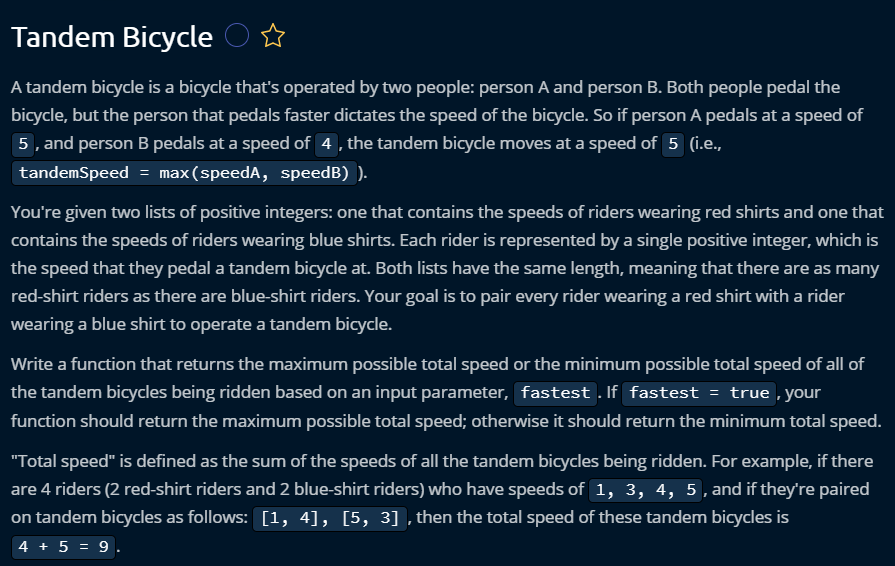 Tandem Bicycle
A tandem bicycle is a bicycle that's operated by two people: person A and person B. Both people pedal the
bicycle, but the person that pedals faster dictates the speed of the bicycle. So if person A pedals at a speed of
5, and person B pedals at a speed of 4, the tandem bicycle moves at a speed of 5 (i.e.,
tandemSpeed = max(speedA, speedB) ).
You're given two lists of positive integers: one that contains the speeds of riders wearing red shirts and one that
contains the speeds of riders wearing blue shirts. Each rider is represented by a single positive integer, which is
the speed that they pedal a tandem bicycle at. Both lists have the same length, meaning that there are as many
red-shirt riders as there are blue-shirt riders. Your goal is to pair every rider wearing a red shirt with a rider
wearing a blue shirt to operate a tandem bicycle.
Write a function that returns the maximum possible total speed or the minimum possible total speed of all of
the tandem bicycles being ridden based on an input parameter, fastest. If fastest = true, your
function should return the maximum possible total speed; otherwise it should return the minimum total speed.
"Total speed" is defined as the sum of the speeds of all the tandem bicycles being ridden. For example, if there
are 4 riders (2 red-shirt riders and 2 blue-shirt riders) who have speeds of 1, 3, 4, 5, and if they're paired
on tandem bicycles as follows: [1, 4], [5, 3], then the total speed of these tandem bicycles is
4 + 5 = 9.